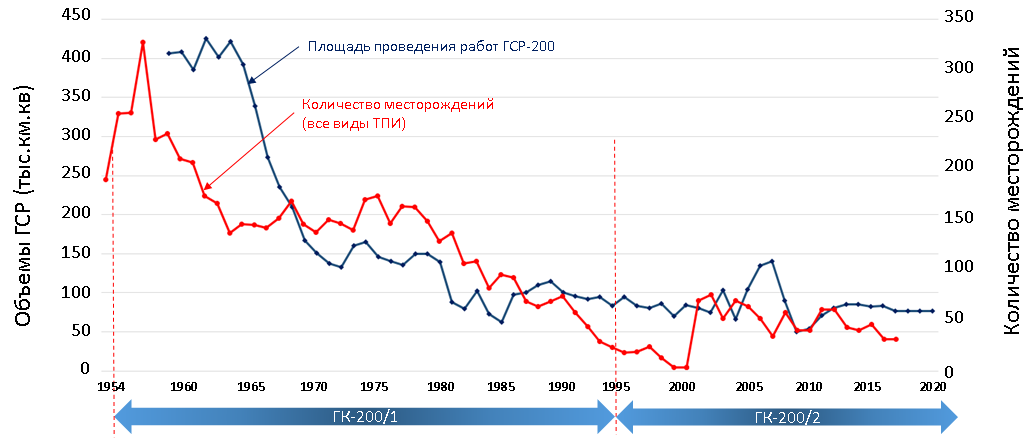 Объемы ГСР (тыс.км.кв)
450
400
350
300
250
200
150
100
50
0
Площадь проведения работ ГСР-200
Количество месторождений
(все виды ТПИ)
350
300
250
200
150
100
50
0
Количество месторождений
1954 1960 1965 1970 1975 1980 1985 1990 1995 2000 2005 2010 2015 2020
ГК-200/1 ГК-200/2